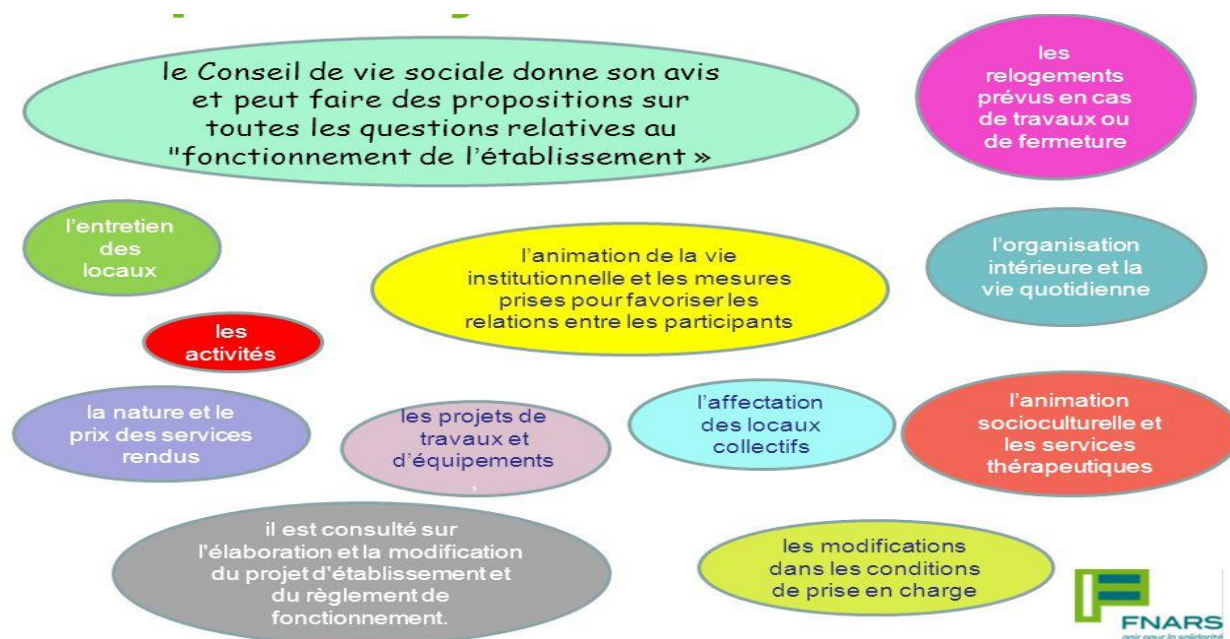 le Conseil de vie sociale donne son avis
et peut faire des propositions sur
toutes les questions relatives au
"fonctionnement de l'établissement »
les
relogements
prévus en cas
de travaux ou
de fermeture
l'entretien
des
locaux
l'animation de la vie
institutionnelle et les mesures
prises pour favoriser les
relations entre les participants
l'organisation
intérieure et la
vie quotidienne
les
activités
la nature et le
prix des services
rendus
les projets de
travaux et
d'équipements
,
l'affectation
des locaux
collectifs
l'animation
socioculturelle et
les services
thérapeutiques
il est consulté sur
l'élaboration et la modification
du projet d'établissement et
du règlement de
fonctionnement.
les modifications
dans les conditions
de prise en charge
FNARS
agir pour la solidarité